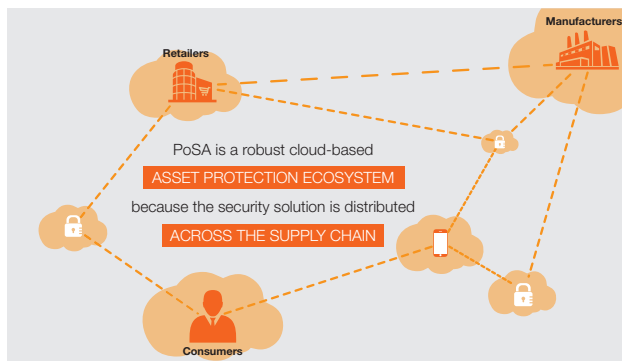 Manufacturers
Retailers
PoSA is a robust cloud-based
ASSET PROTECTION ECOSYSTEM
because the security solution is distributed
ACROSS THE SUPPLY CHAIN
Consumers